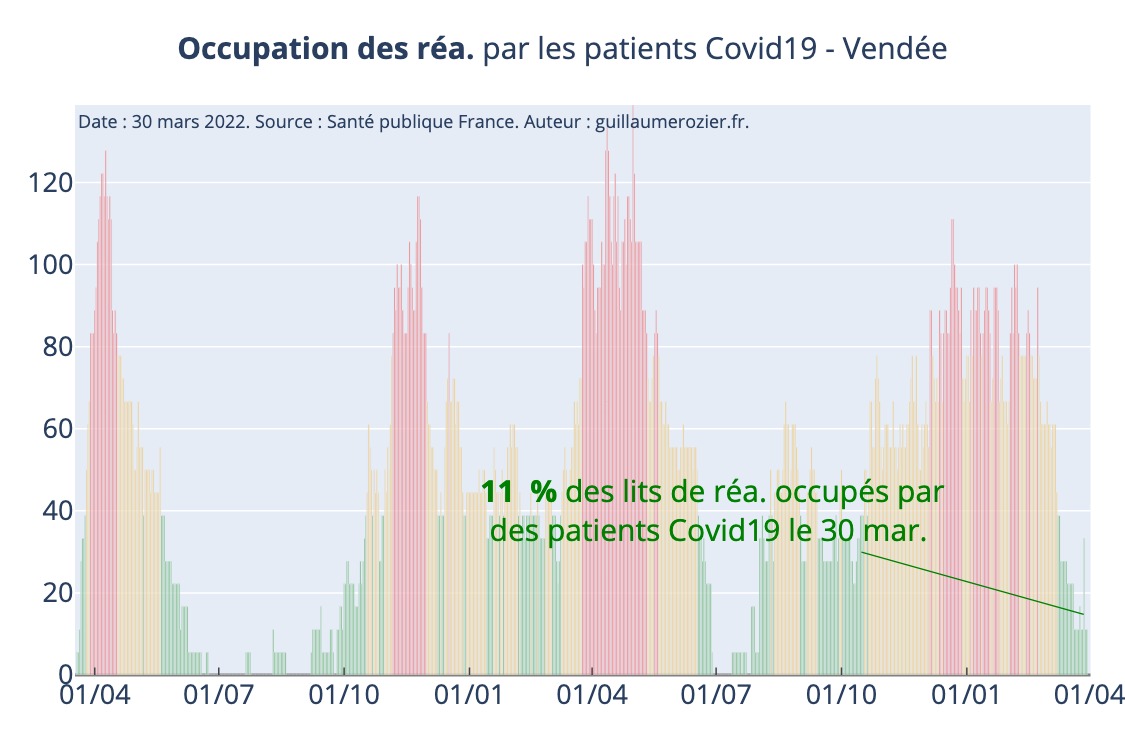 Occupation des réa. par les patients Covid19 - Vendée
Date : 30 mars 2022. Source : Santé publique France. Auteur : guillaumerozier.fr.
120
100
80
60
40
20
0
11 % des lits de réa. occupés par
des patients Covid19 le 30 mar.
01/04 01/07 01/10 01/01 01/04 01/07 01/10 01/01 01/04